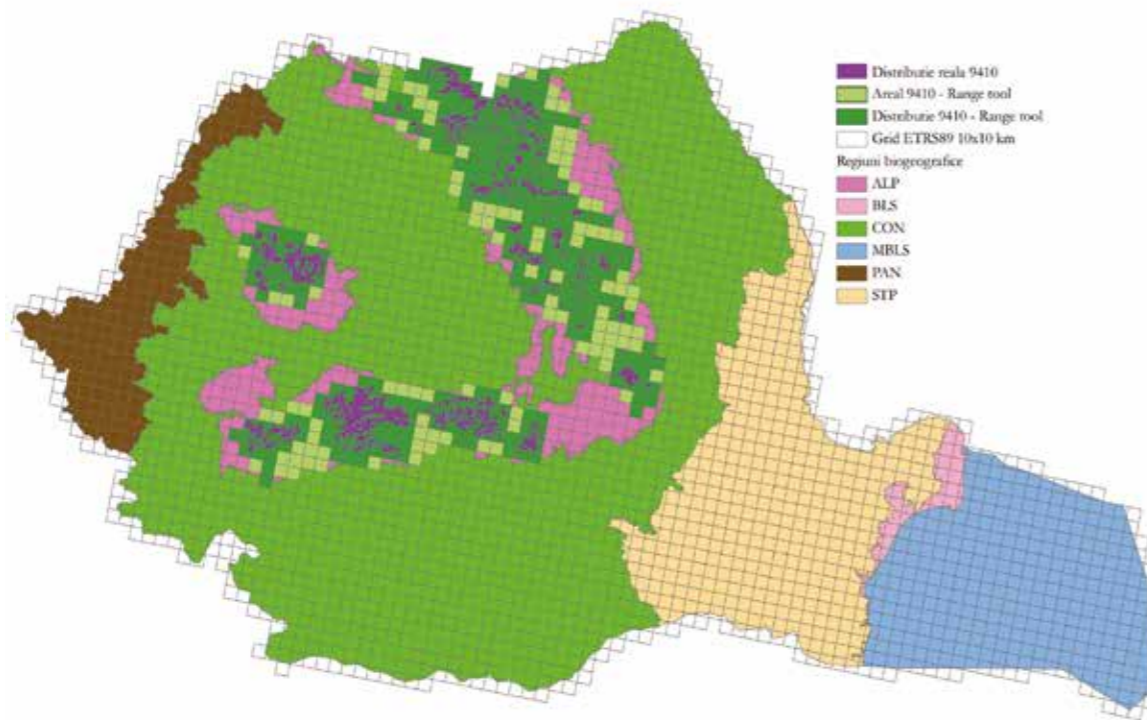 Distributie reala 9410
Areal 9410 - Range tool
Distributie 9410 - Range tool
Grid ETRS89 10x10 km
Regiuni biogeografice
ALP
BLS
CON
MBLS
PAN
STP